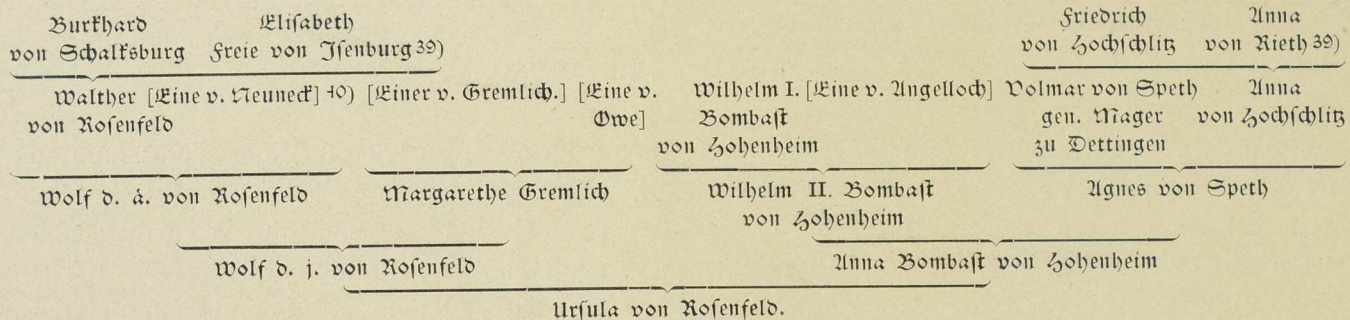 Burkhard Elisabeth Friedrich Anna
von Schalksburg Freie von Isenburg 39) von Hochschlitz von Rieth 39)
Walther [Eine v. Neuneck] 40) [Einer v. Gremlich.] [Eine v. Wilhelm I. [Eine v. Angelloch] Volmar von Speth Anna
von Rosenfeld Owe] Bombast gen. Mager von Hochschlitz
von Hohenheim zu Dettingen
Wolf d. ä. von Rosenfeld Margarethe Gremlich Wilhelm II. Bombast Agnes von Speth
von Hohenheim
Wolf d. j. von Rosenfeld Anna Bombast von Hohenheim
Ursula von Rosenfeld.